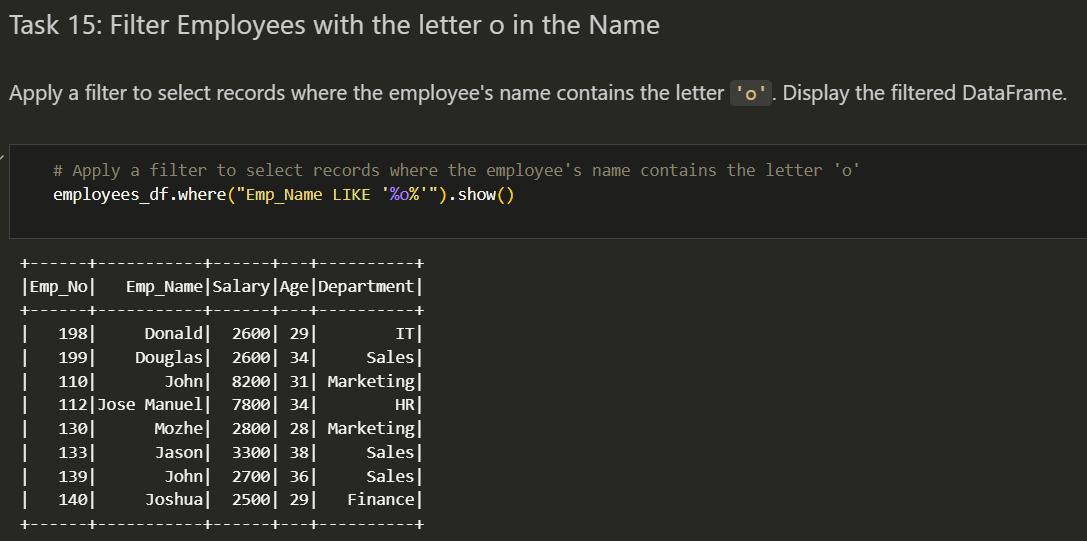 Task 15: Filter Employees with the letter o in the Name
Apply a filter to select records where the employee's name contains the letter 'o'. Display the filtered DataFrame.
# Apply a filter to select records where the employee's name contains the letter 'o'
employees_df.where("Emp_Name LIKE '%o%'").show()
+------+-----------+------+---+----------+
|Emp_No|   Emp_Name|Salary|Age|Department|
+------+-----------+------+---+----------+
|   198|     Donald|  2600| 29|        IT|
|   199|    Douglas|  2600| 34|     Sales|
|   110|       John|  8200| 31| Marketing|
|   112|Jose Manuel|  7800| 34|        HR|
|   130|      Mozhe|  2800| 28| Marketing|
|   133|      Jason|  3300| 38|     Sales|
|   139|       John|  2700| 36|     Sales|
|   140|     Joshua|  2500| 29|   Finance|
+------+-----------+------+---+----------+